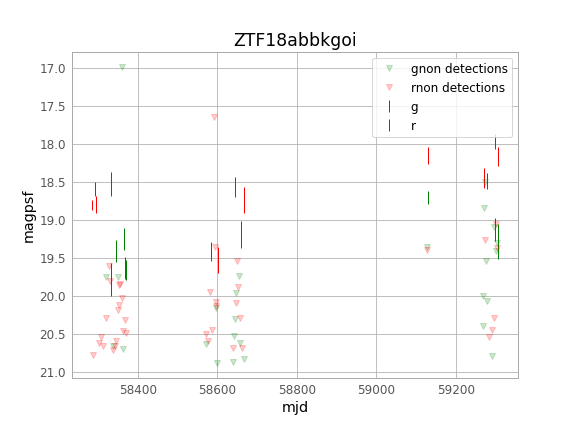 ZTF18abbkgoi
gnon detections
rnon detections
g
r
magpsf
17.0
17.5
18.0
18.5
19.0
19.5
20.0
20.5
21.0
58400
58600
58800
59000
59200
mjd